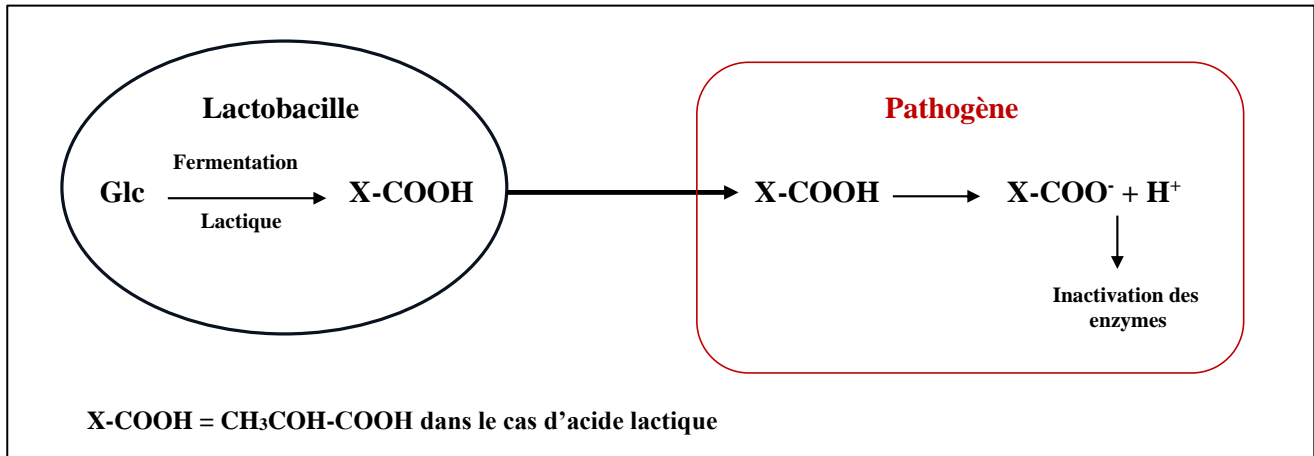 Lactobacille
Pathogène
Fermentation
Glc
X-COOH
Lactique
X-COOH
X-COO⁻ + H⁺
Inactivation des
enzymes
X-COOH = CH₃COH-COOH dans le cas d’acide lactique